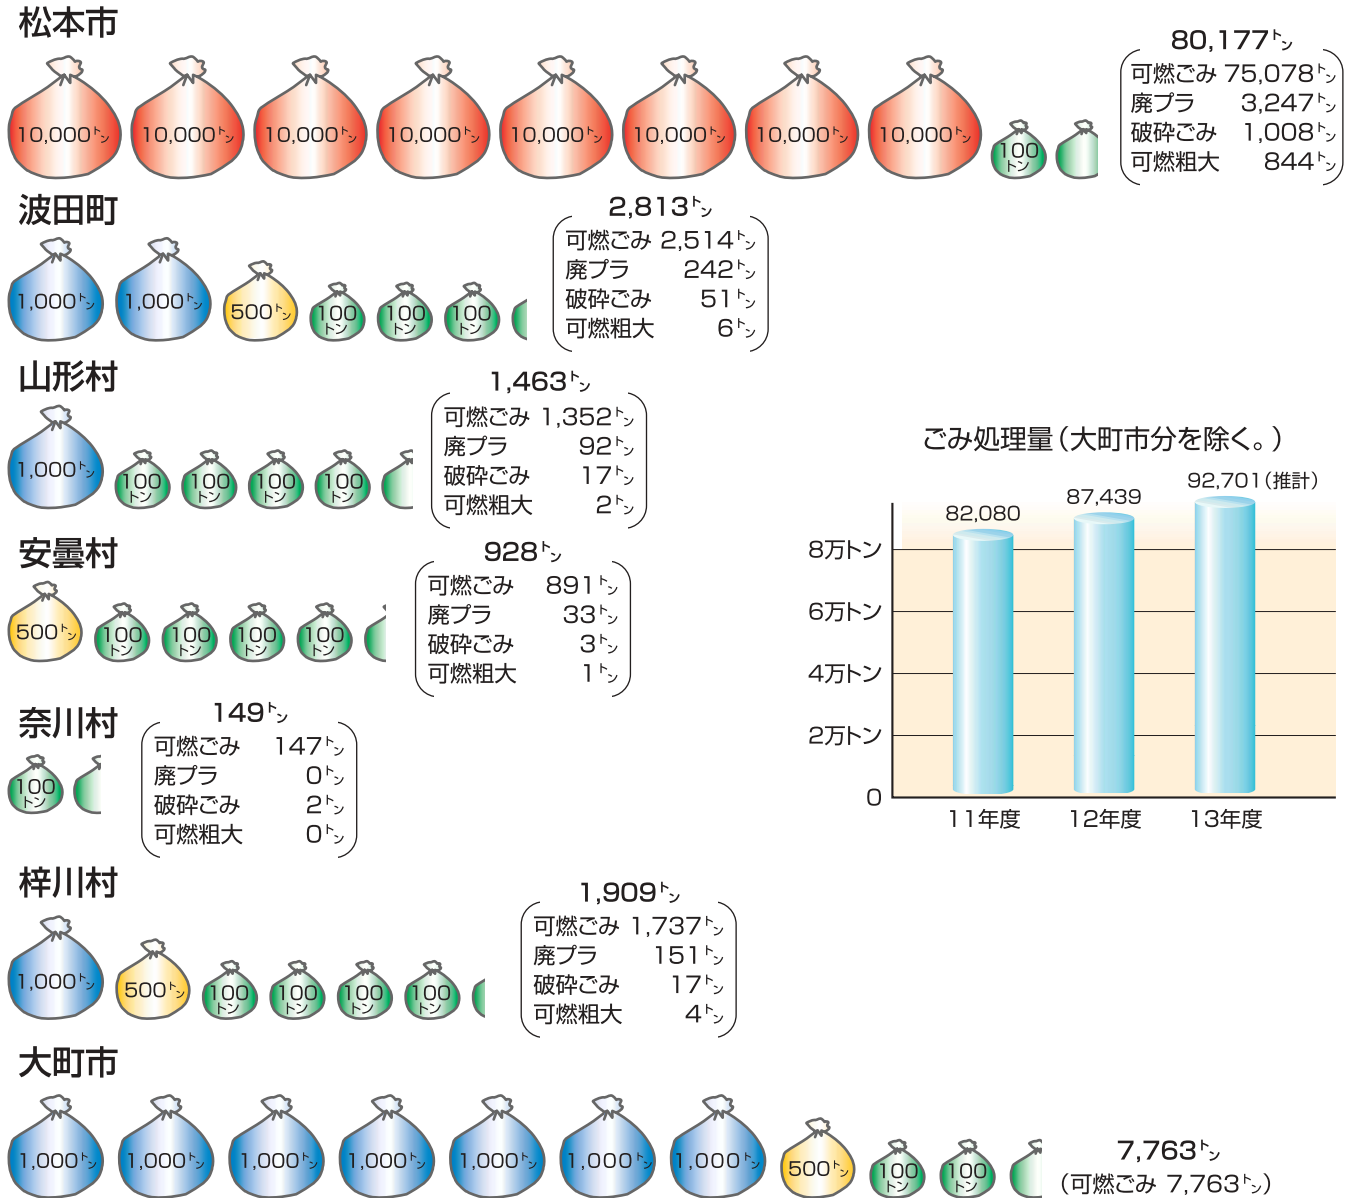 松本市
10,000トン 10,000トン 10,000トン 10,000トン 10,000トン 10,000トン 10,000トン 10,000トン 100トン
80,177トン
可燃ごみ 75,078トン
廃プラ 3,247トン
破砕ごみ 1,008トン
可燃粗大 844トン
波田町
1,000トン 1,000トン 500トン 100トン 100トン 100トン
2,813トン
可燃ごみ 2,514トン
廃プラ 242トン
破砕ごみ 51トン
可燃粗大 6トン
山形村
1,000トン 100トン 100トン 100トン 100トン
1,463トン
可燃ごみ 1,352トン
廃プラ 92トン
破砕ごみ 17トン
可燃粗大 2トン
安曇村
500トン 100トン 100トン 100トン 100トン
928トン
可燃ごみ 891トン
廃プラ 33トン
破砕ごみ 3トン
可燃粗大 1トン
奈川村
100トン
149トン
可燃ごみ 147トン
廃プラ 0トン
破砕ごみ 2トン
可燃粗大 0トン
梓川村
1,000トン 500トン 100トン 100トン 100トン 100トン
1,909トン
可燃ごみ 1,737トン
廃プラ 151トン
破砕ごみ 17トン
可燃粗大 4トン
大町市
1,000トン 1,000トン 1,000トン 1,000トン 1,000トン 1,000トン 1,000トン 500トン 100トン 100トン
7,763トン
(可燃ごみ 7,763トン)
ごみ処理量(大町市分を除く。)
82,080
87,439
92,701(推計)
8万トン
6万トン
4万トン
2万トン
0
11年度 12年度 13年度